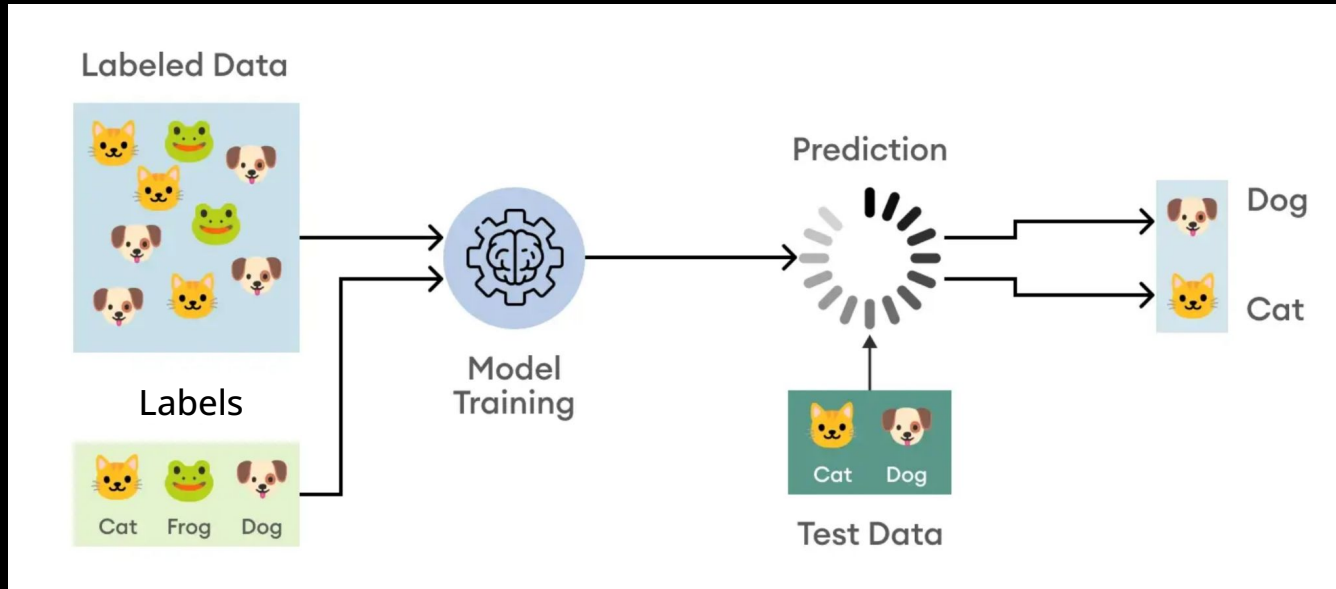 Labeled Data
Labels
Cat Frog Dog
Model
Training
Prediction
Cat Dog
Test Data
Dog
Cat